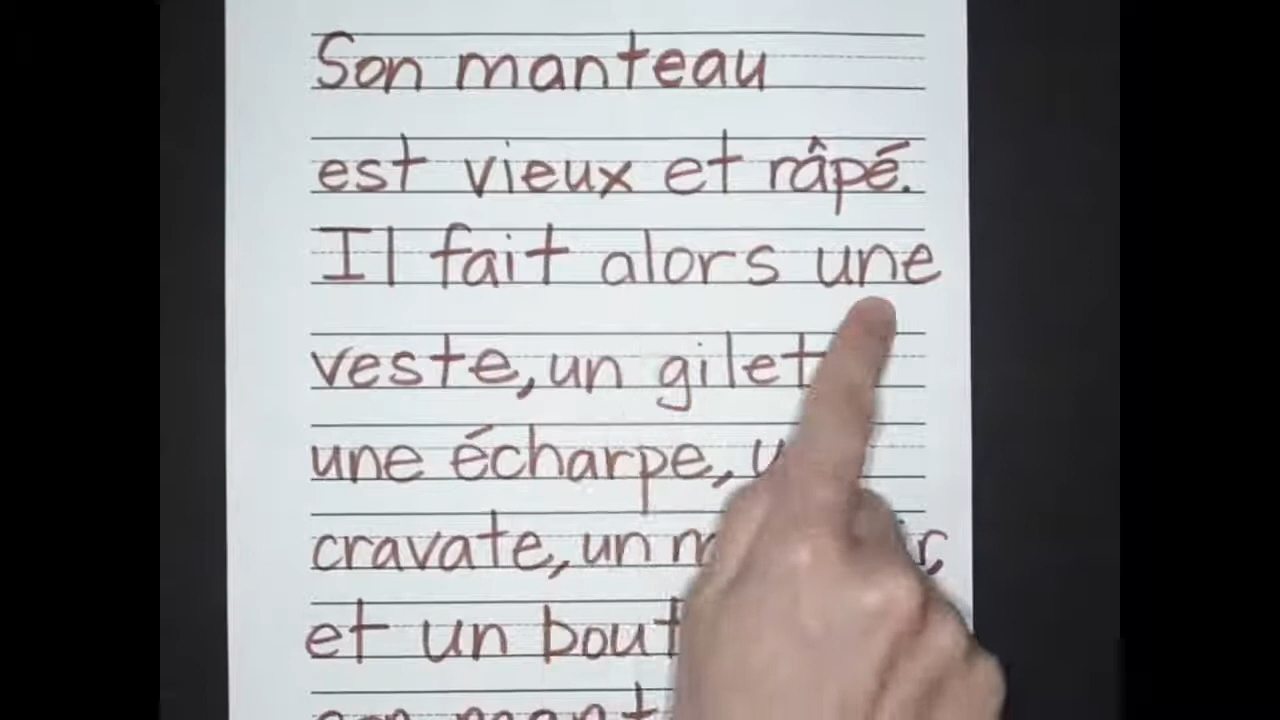 Son manteau
est vieux et râpé.
Il fait alors une
veste, un gilet
une écharpe,
cravate, un
et un